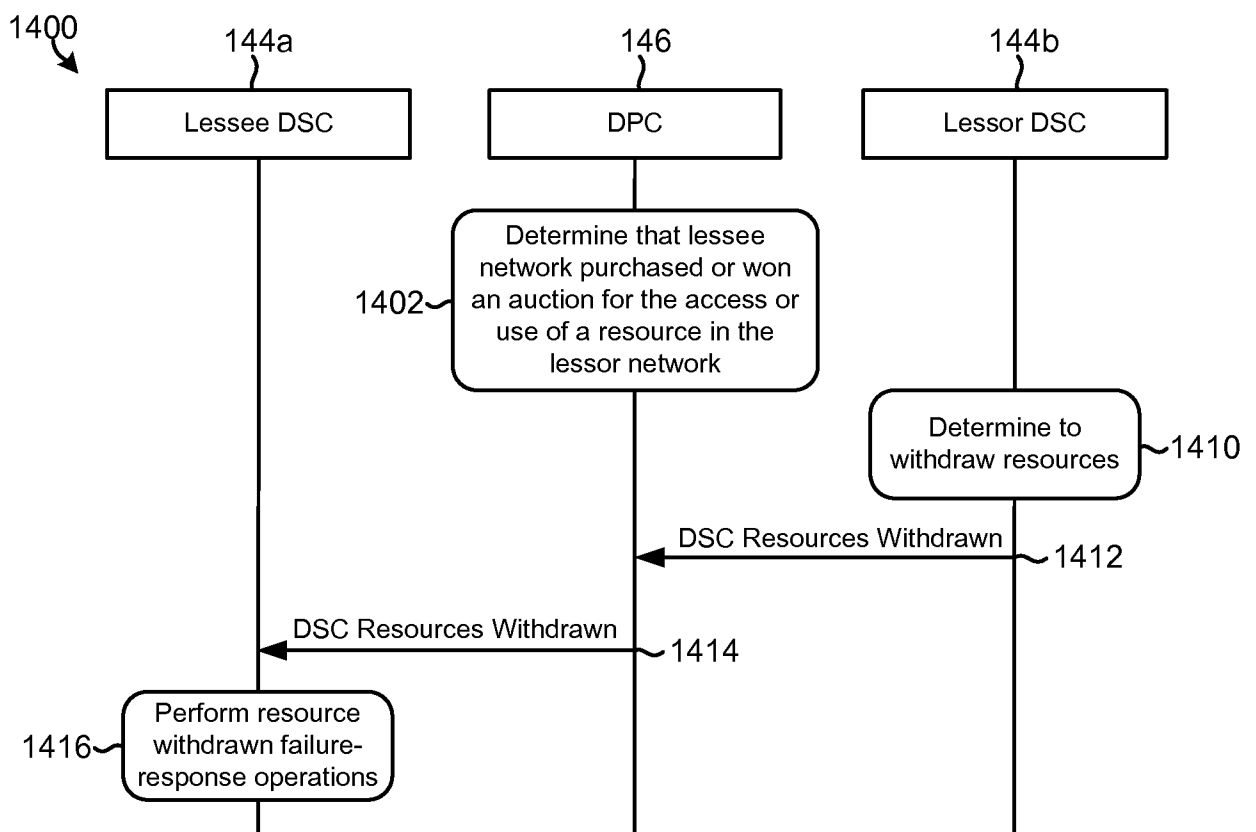 1400
144a
146
144b
Lessee DSC
DPC
Lessor DSC
Determine that lessee
network purchased or won
an auction for the access or
use of a resource in the
lessor network
1402
Determine to
withdraw resources
1410
DSC Resources Withdrawn
1412
DSC Resources Withdrawn
1414
Perform resource
withdrawn failure-
response operations
1416